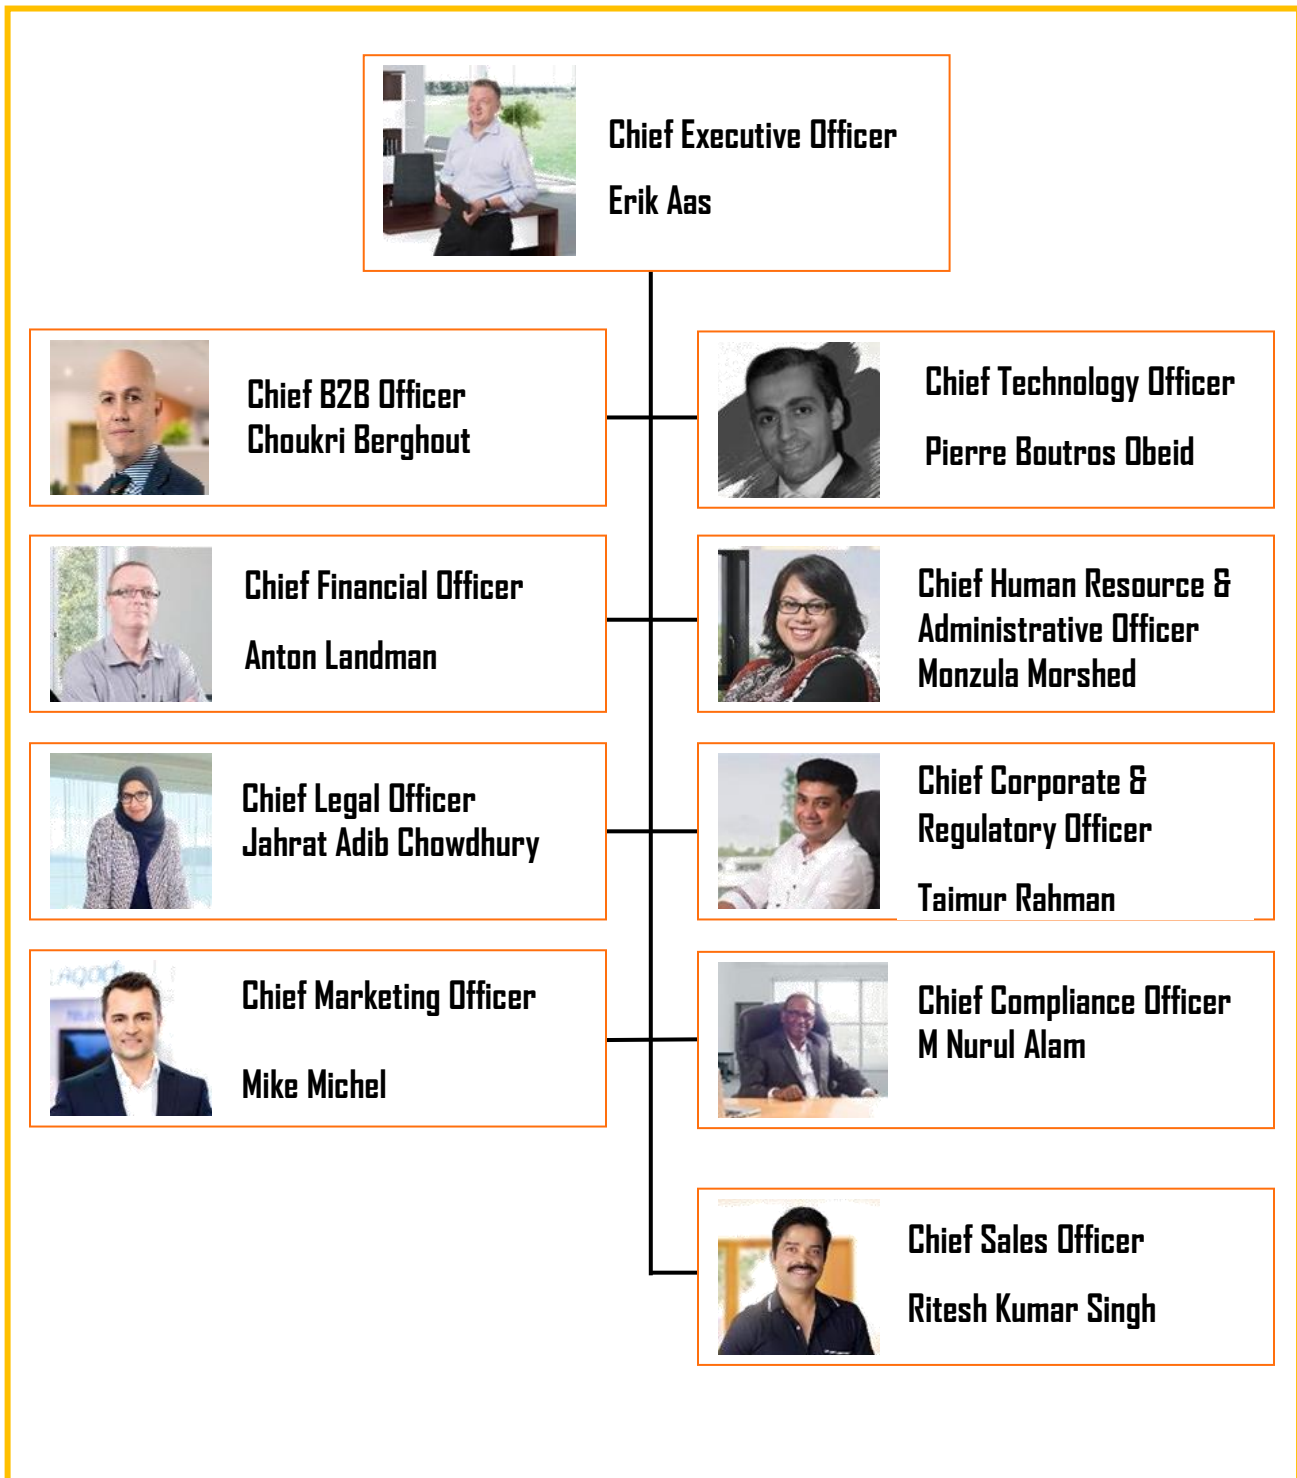 Chief Executive Officer
Erik Aas
Chief B2B Officer
Choukri Berghout
Chief Technology Officer
Pierre Boutros Obeid
Chief Financial Officer
Anton Landman
Chief Human Resource &
Administrative Officer
Monzula Morshed
Chief Legal Officer
Jahrat Adib Chowdhury
Chief Corporate &
Regulatory Officer
Taimur Rahman
Chief Marketing Officer
Mike Michel
Chief Compliance Officer
M Nurul Alam
Chief Sales Officer
Ritesh Kumar Singh